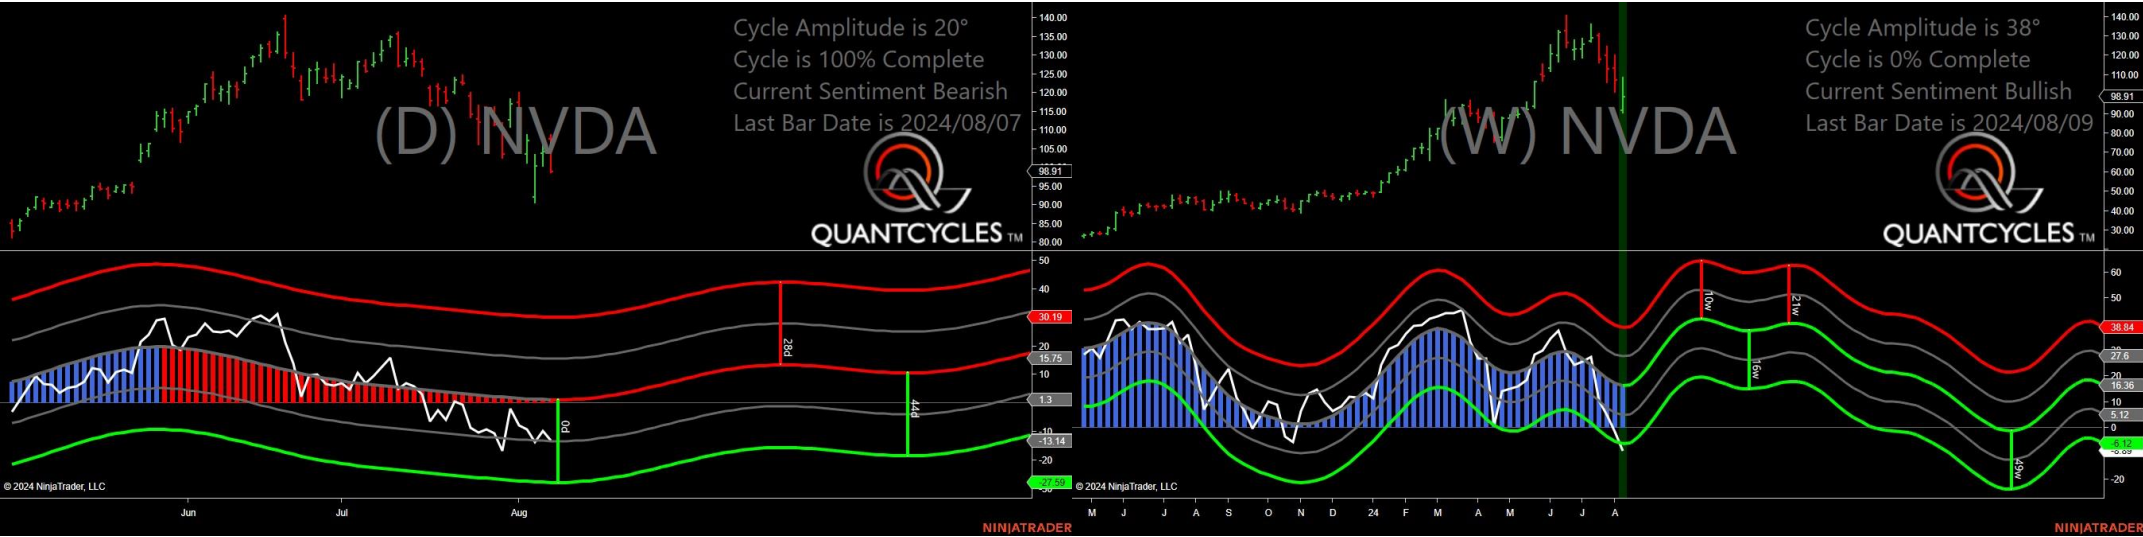 Cycle Amplitude is 20°
Cycle is 100% Complete
Current Sentiment Bearish
Last Bar Date is 2024/08/07
(D) NVDA
QUANTCYCLES TM
140.00
135.00
130.00
125.00
120.00
115.00
110.00
105.00
98.91
95.00
90.00
85.00
80.00
50
40
30.19
20
15.75
10
1.3
-10
-13.14
-20
-27.59
28d
0d
44d
© 2024 NinjaTrader, LLC
Jun Jul Aug
NINJATRADER
Cycle Amplitude is 38°
Cycle is 0% Complete
Current Sentiment Bullish
Last Bar Date is 2024/08/09
(W) NVDA
QUANTCYCLES TM
140.00
130.00
120.00
110.00
98.91
90.00
80.00
70.00
60.00
50.00
40.00
30.00
60
50
38.84
27.6
20
16.36
10
5.12
0
-6.12
-8.89
-20
10w
21w
16w
49w
© 2024 NinjaTrader, LLC
M J J A S O N D 24 F M A M J J A
NINJATRADER